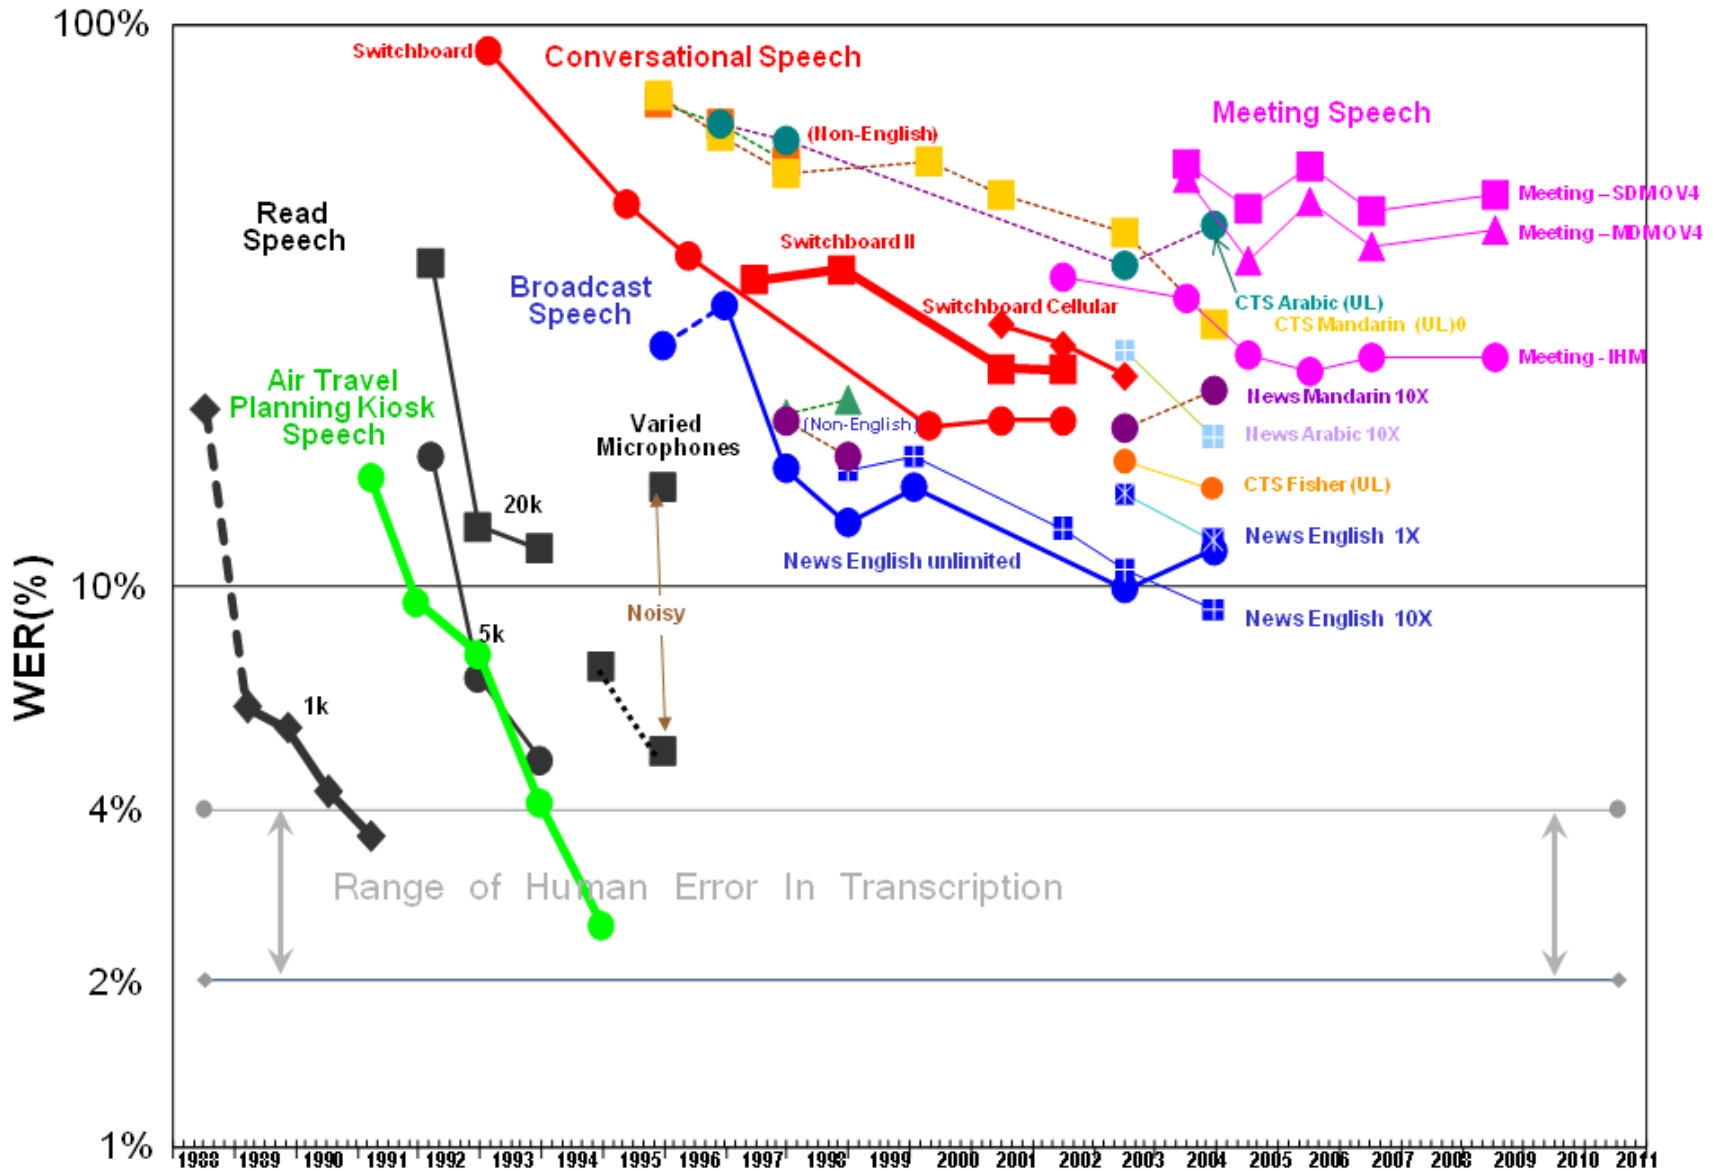 100%
Switchboard
Conversational Speech
Meeting Speech
(Non-English)
Meeting – SDM OV4
Read
Speech
Meeting – MDM OV4
Switchboard II
Broadcast
Speech
Switchboard Cellular
CTS Arabic (UL)
CTS Mandarin (UL)0
Meeting - IHM
Air Travel
Planning Kiosk
Speech
News Mandarin 10X
Varied
Microphones
(Non-English)
News Arabic 10X
CTS Fisher (UL)
20k
News English 1X
News English unlimited
10%
Noisy
News English 10X
5k
WER(%)
1k
4%
Range of Human Error In Transcription
2%
1%
1988 1989 1990 1991 1992 1993 1994 1995 1996 1997 1998 1999 2000 2001 2002 2003 2004 2005 2006 2007 2008 2009 2010 2011